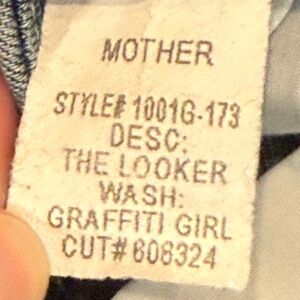 MOTHER
STYLE# 1001G-173
DESC:
THE LOOKER
WASH:
GRAFFITI GIRL
CUT# 608324